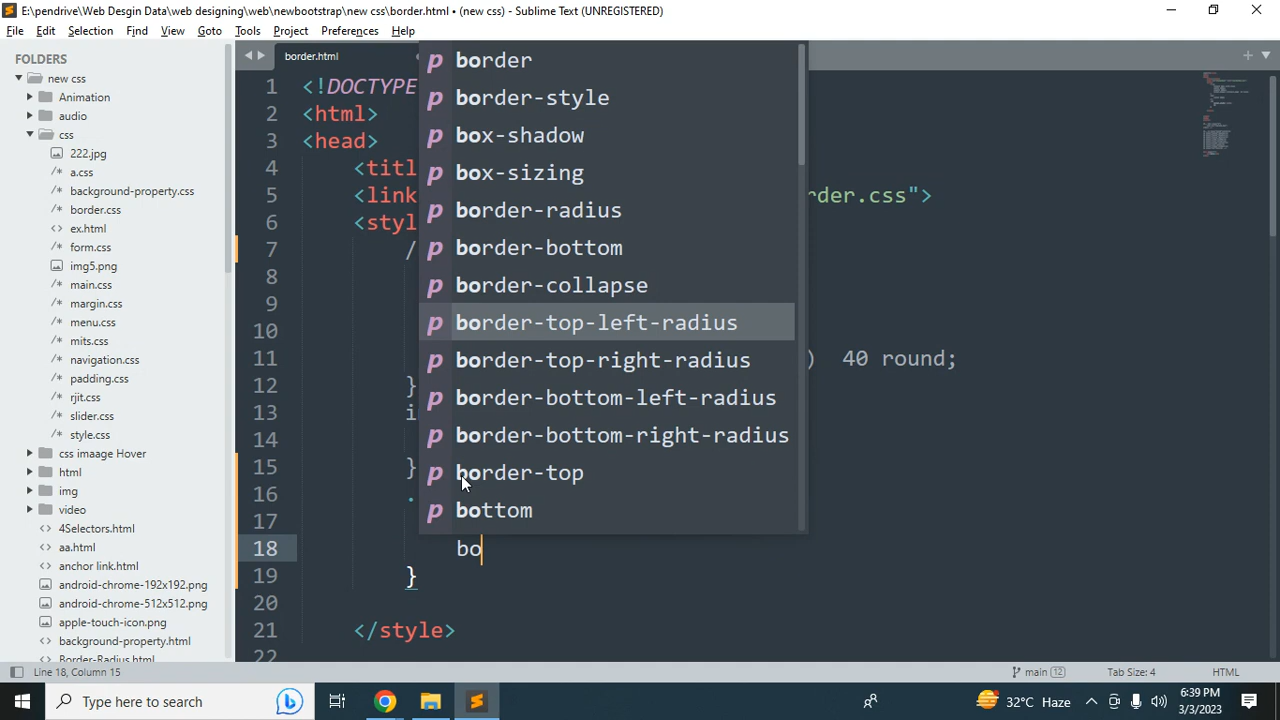 E:\pendrive\Web Desgin Data\web designing\web\newbootstrap\new css\border.html • (new css) - Sublime Text (UNREGISTERED)
File Edit Selection Find View Goto Tools Project Preferences Help
FOLDERS
new css
Animation
audio
css
222.jpg
a.css
background-property.css
border.css
ex.html
form.css
img5.png
main.css
margin.css
menu.css
mits.css
navigation.css
padding.css
rjit.css
slider.css
style.css
css imaage Hover
html
img
video
4Selectors.html
aa.html
anchor link.html
android-chrome-192x192.png
android-chrome-512x512.png
apple-touch-icon.png
background-property.html
Border-Radius.html
border.html
1 <!DOCTYPE
2 <html>
3 <head>
4 <titl
5 <link rder.css">
6 <styl
7 /
8
9
10
11 ) 40 round;
12 }
13 i
14
15 }
16 .
17
18 bo
19 }
20
21 </style>
22
p border
p border-style
p box-shadow
p box-sizing
p border-radius
p border-bottom
p border-collapse
p border-top-left-radius
p border-top-right-radius
p border-bottom-left-radius
p border-bottom-right-radius
p border-top
p bottom
Line 18, Column 15 main 12 Tab Size: 4 HTML
Type here to search 32°C Haze 6:39 PM
3/3/2023